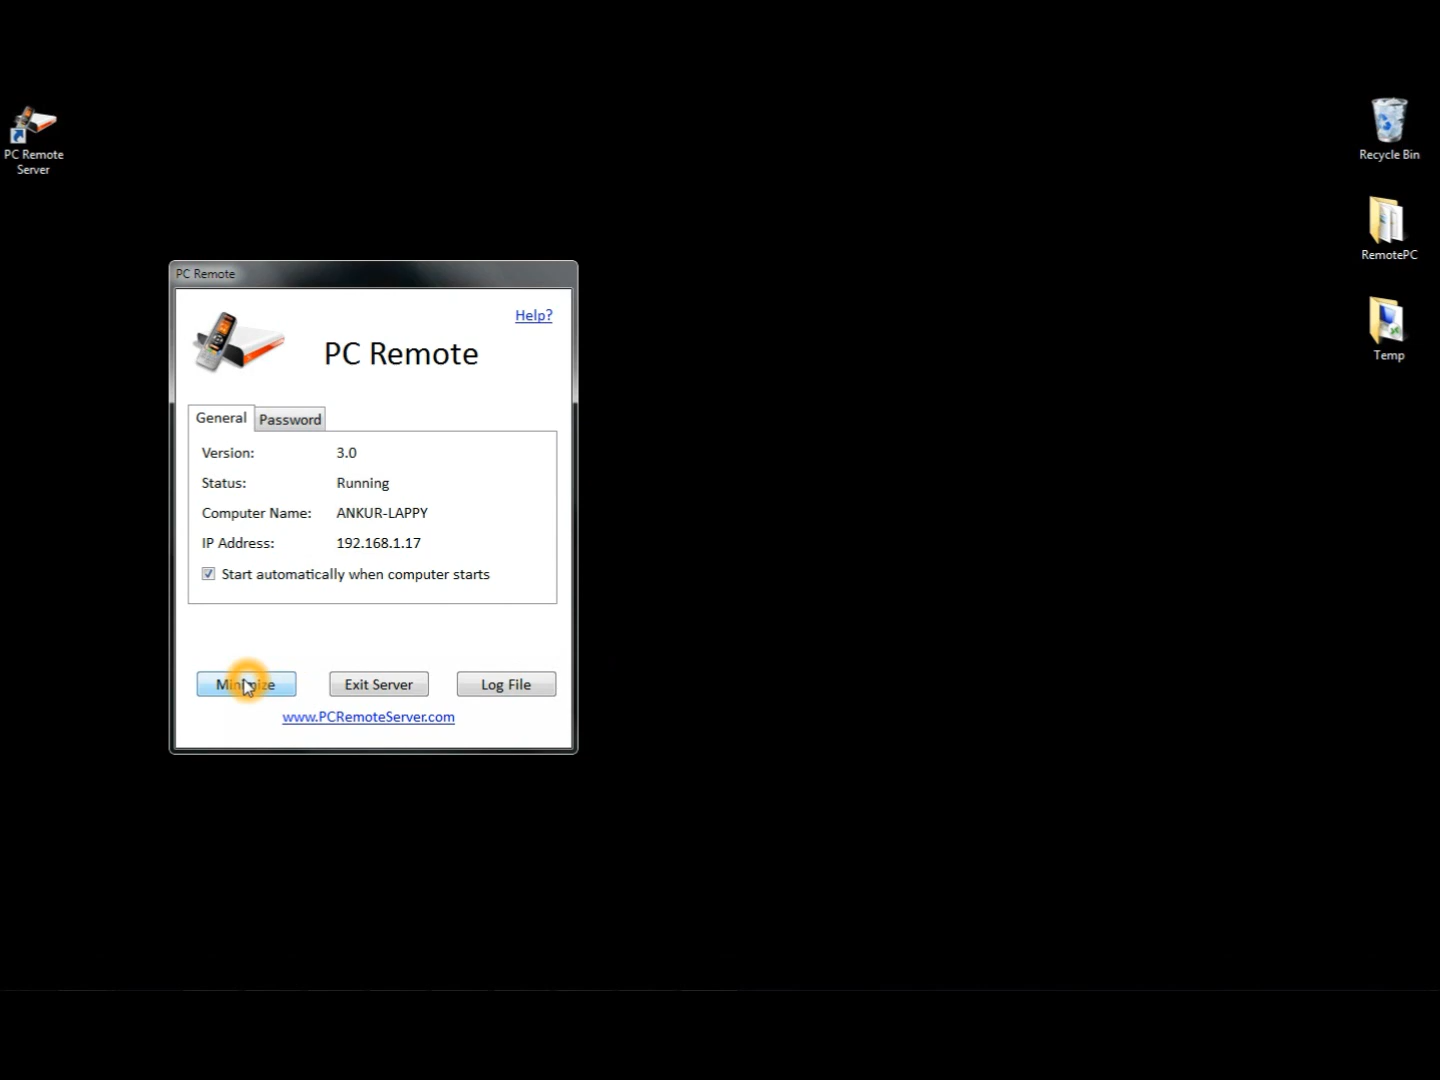 PC Remote
Server
Recycle Bin
RemotePC
Temp
PC Remote
Help?
PC Remote
General Password
Version: 3.0
Status: Running
Computer Name: ANKUR-LAPPY
IP Address: 192.168.1.17
Start automatically when computer starts
Minimize Exit Server Log File
www.PCRemoteServer.com